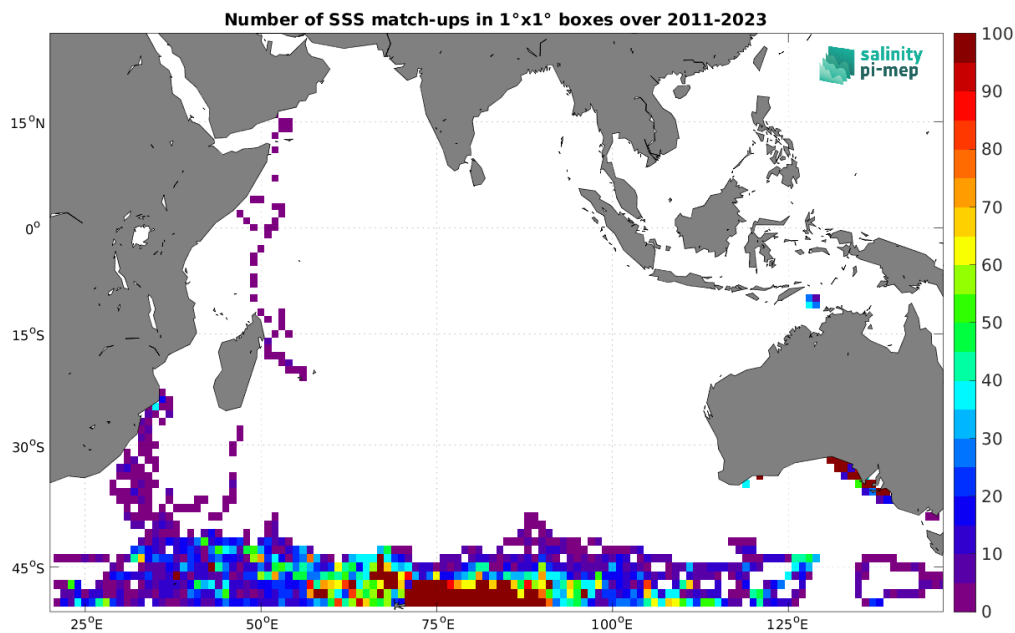 Number of SSS match-ups in 1°x1° boxes over 2011-2023
salinity
pi-mep
15°N
0°
15°S
30°S
45°S
25°E
50°E
75°E
100°E
125°E
100
90
80
70
60
50
40
30
20
10
0